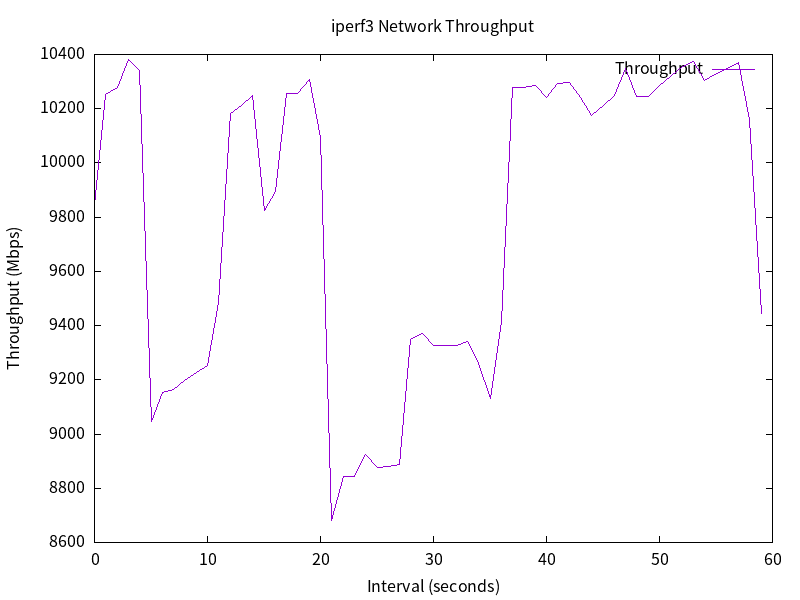 iperf3 Network Throughput
10400
10200
10000
9800
9600
9400
9200
9000
8800
8600
Throughput (Mbps)
Throughput
0 10 20 30 40 50 60
Interval (seconds)